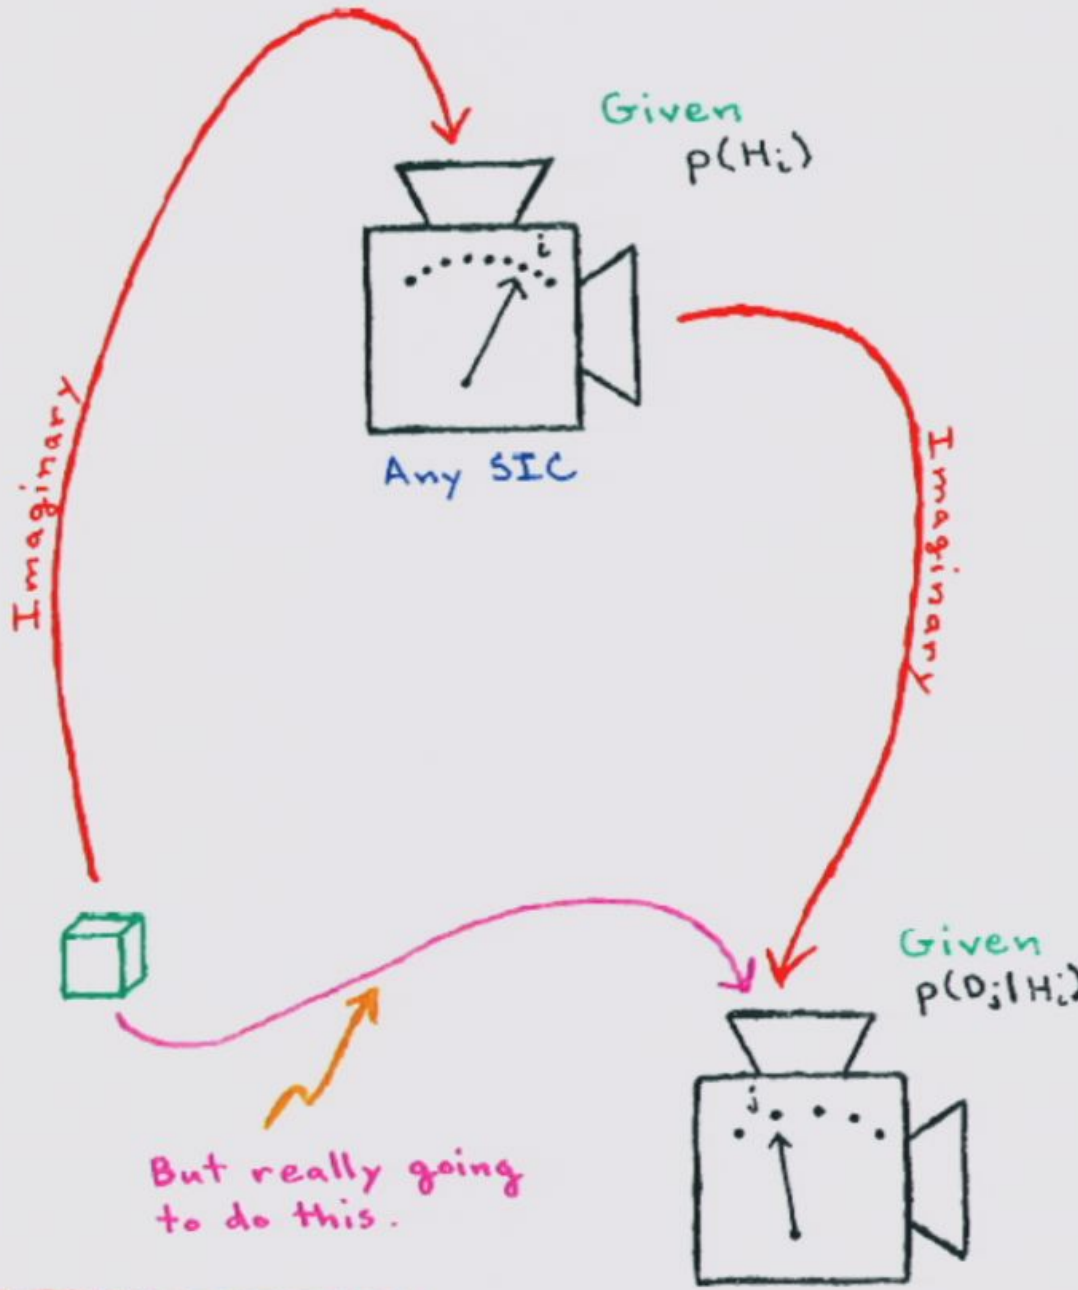 Given
p(Hᵢ)
i
Any SIC
Imaginary
Imaginary
Given
p(Dⱼ|Hᵢ)
j
But really going
to do this.